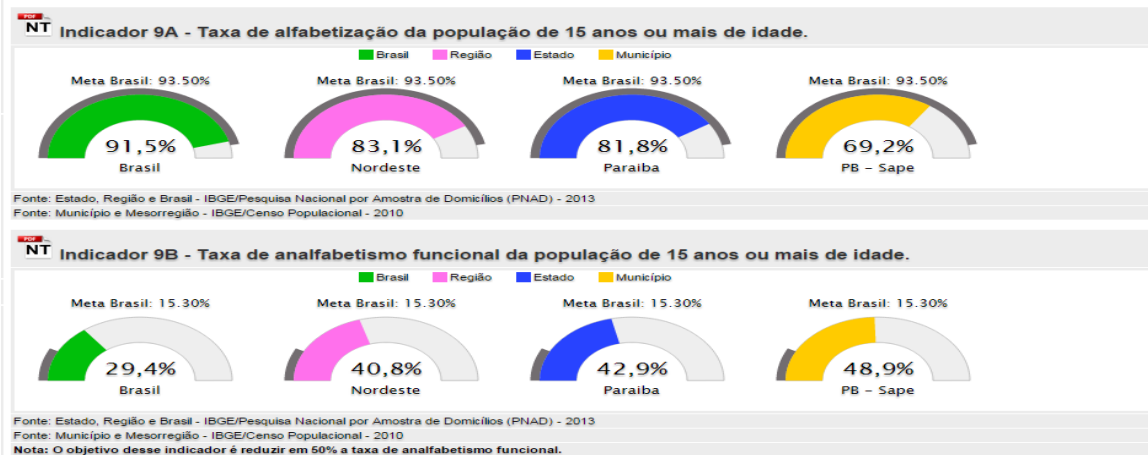 PDF
NT Indicador 9A - Taxa de alfabetização da população de 15 anos ou mais de idade.
Brasil Região Estado Município
Meta Brasil: 93.50% Meta Brasil: 93.50% Meta Brasil: 93.50% Meta Brasil: 93.50%
91,5% 83,1% 81,8% 69,2%
Brasil Nordeste Paraiba PB - Sape
Fonte: Estado, Região e Brasil - IBGE/Pesquisa Nacional por Amostra de Domicílios (PNAD) - 2013
Fonte: Município e Mesorregião - IBGE/Censo Populacional - 2010
PDF
NT Indicador 9B - Taxa de analfabetismo funcional da população de 15 anos ou mais de idade.
Brasil Região Estado Município
Meta Brasil: 15.30% Meta Brasil: 15.30% Meta Brasil: 15.30% Meta Brasil: 15.30%
29,4% 40,8% 42,9% 48,9%
Brasil Nordeste Paraiba PB - Sape
Fonte: Estado, Região e Brasil - IBGE/Pesquisa Nacional por Amostra de Domicílios (PNAD) - 2013
Fonte: Município e Mesorregião - IBGE/Censo Populacional - 2010
Nota: O objetivo desse indicador é reduzir em 50% a taxa de analfabetismo funcional.